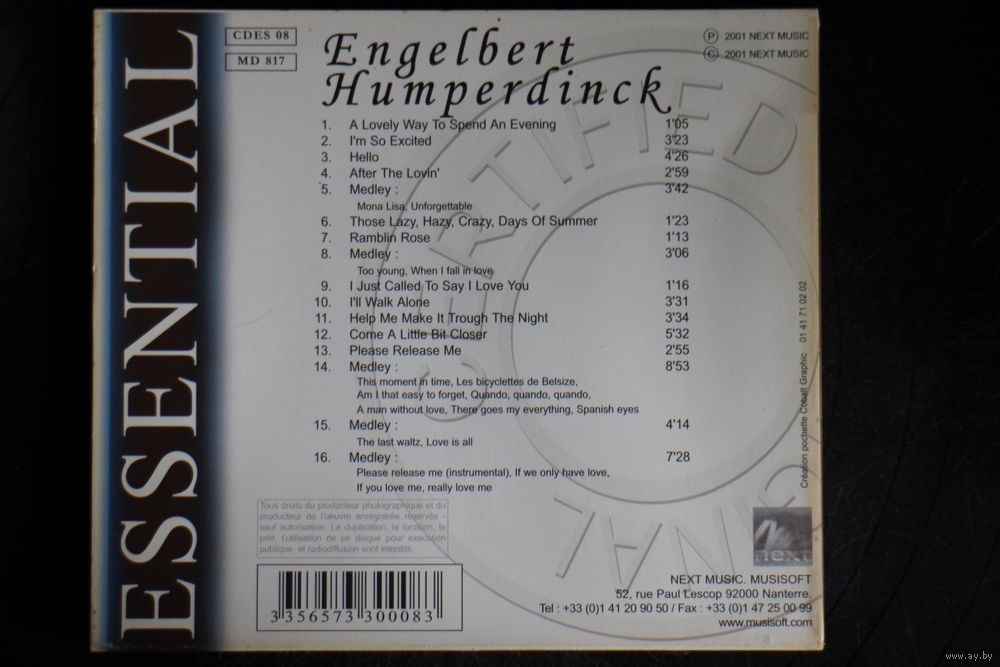 ESSENTIAL
CDES 08
MD 817
Engelbert
Humperdinck
Ⓟ 2001 NEXT MUSIC
© 2001 NEXT MUSIC
1. A Lovely Way To Spend An Evening 1'05
2. I'm So Excited 3'23
3. Hello 4'26
4. After The Lovin' 2'59
5. Medley : 3'42
Mona Lisa, Unforgettable
6. Those Lazy, Hazy, Crazy, Days Of Summer 1'23
7. Ramblin Rose 1'13
8. Medley : 3'06
Too young, When I fall in love
9. I Just Called To Say I Love You 1'16
10. I'll Walk Alone 3'31
11. Help Me Make It Trough The Night 3'34
12. Come A Little Bit Closer 5'32
13. Please Release Me 2'55
14. Medley : 8'53
This moment in time, Les bicyclettes de Belsize,
Am I that easy to forget, Quando, quando, quando,
A man without love, There goes my everything, Spanish eyes
15. Medley : 4'14
The last waltz, Love is all
16. Medley : 7'28
Please release me (instrumental), If we only have love,
If you love me, really love me
CERTIFIED
ORIGINAL
Création pochette Cobalt Graphic 01 41 71 02 02
Tous droits du producteur photographique et du
producteur de l'oeuvre enregistrée réservés -
sauf autorisation. La duplication, la location, le
prêt, l'utilisation de ce disque pour exécution
publique et radiodiffusion sont interdits.
3 356573 300083
next
NEXT MUSIC. MUSISOFT
52, rue Paul Lescop 92000 Nanterre.
Tel : +33 (0)1 41 20 90 50 / Fax : +33 (0)1 47 25 00 99
www.musisoft.com
www.ay.by